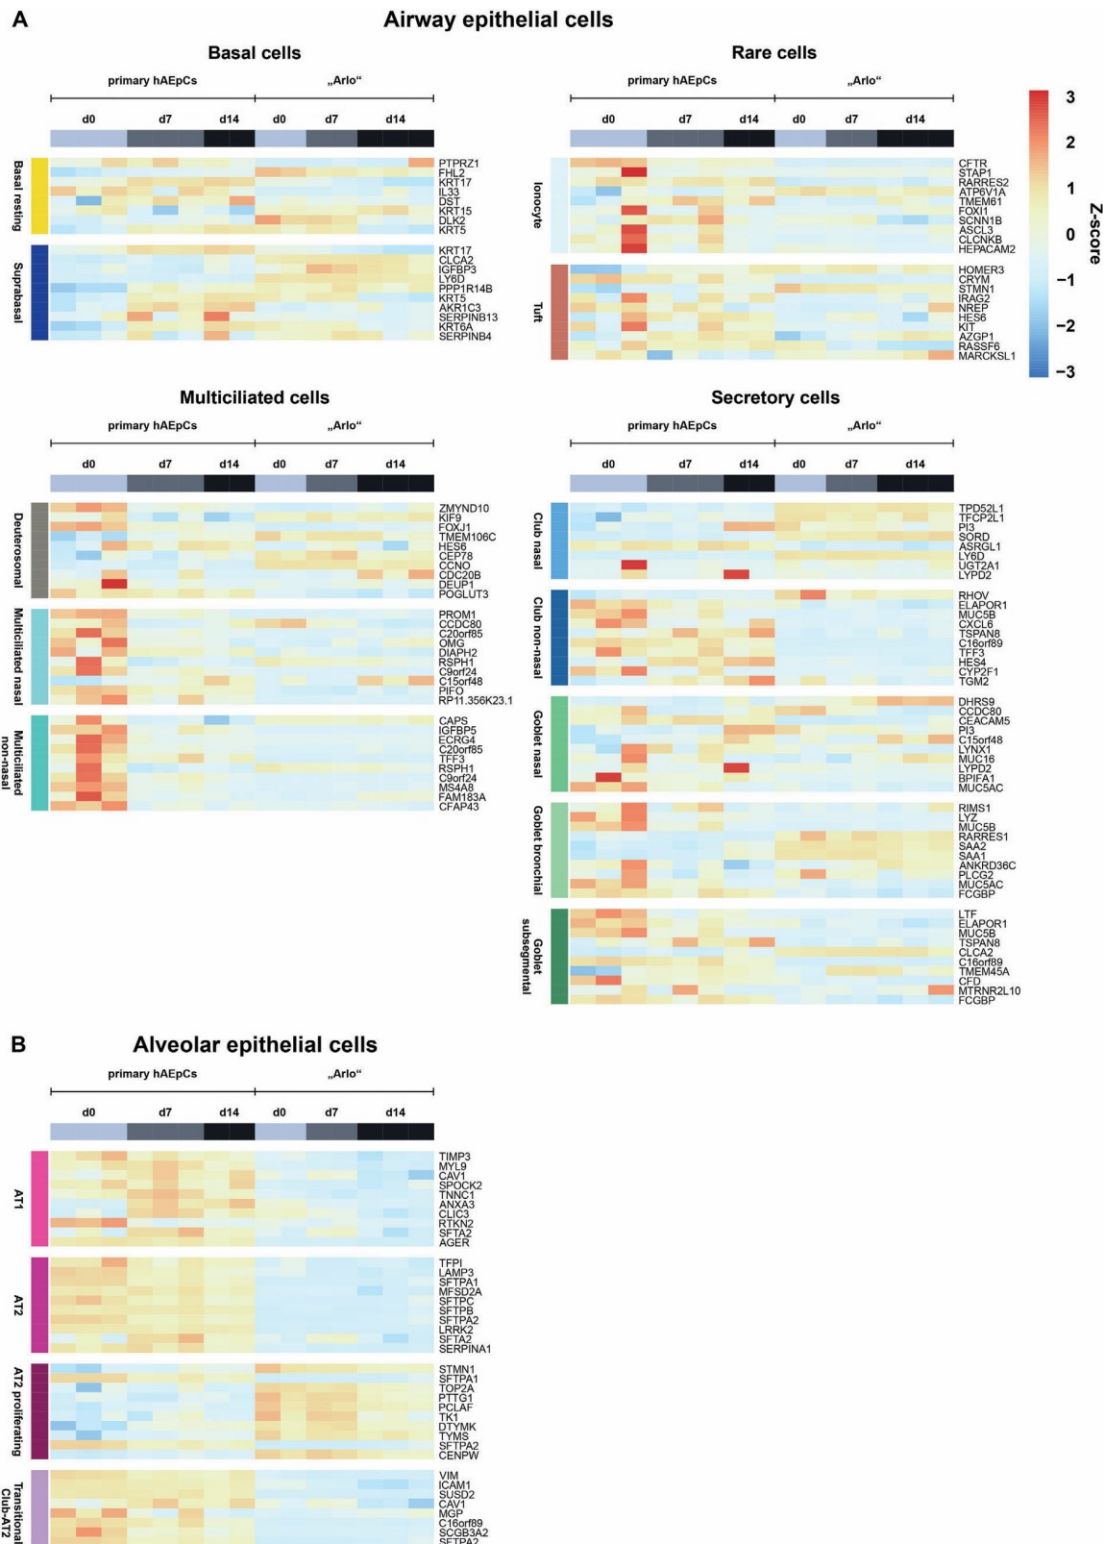 A
Airway epithelial cells
Basal cells
primary hAEpCs
„Arlo“
d0
d7
d14
d0
d7
d14
Basal resting
PTPRZ1
FHL2
KRT17
IL33
DST
KRT15
DLK2
KRT5
Suprabasal
KRT17
CLCA2
IGFBP3
LY6D
PPP1R14B
KRT5
AKR1C3
SERPINB13
KRT6A
SERPINB4
Rare cells
primary hAEpCs
„Arlo“
d0
d7
d14
d0
d7
d14
Ionocyte
CFTR
STAP1
RARRES2
ATP6V1A
TMEM61
FOXI1
SCNN1B
ASCL3
CLCNKB
HEPACAM2
Tuft
HOMER3
CRYM
STMN1
IRAG2
NREP
HES6
KIT
AZGP1
RASSF6
MARCKSL1
3
2
1
0
−1
−2
−3
Z-score
Multiciliated cells
primary hAEpCs
„Arlo“
d0
d7
d14
d0
d7
d14
Deuterosomal
ZMYND10
KIF9
FOXJ1
TMEM106C
HES6
CEP78
CCNO
CDC20B
DEUP1
POGLUT3
Multiciliated nasal
PROM1
CCDC80
C20orf85
OMG
DIAPH2
RSPH1
C9orf24
C15orf48
PIFO
RP11.356K23.1
Multiciliated
non-nasal
CAPS
IGFBP5
ECRG4
C20orf85
TFF3
RSPH1
C9orf24
MS4A8
FAM183A
CFAP43
Secretory cells
primary hAEpCs
„Arlo“
d0
d7
d14
d0
d7
d14
Club nasal
TPD52L1
TFCP2L1
PI3
SORD
ASRGL1
LY6D
UGT2A1
LYPD2
Club non-nasal
RHOV
ELAPOR1
MUC5B
CXCL6
TSPAN8
C16orf89
TFF3
HES4
CYP2F1
TGM2
Goblet nasal
DHRS9
CCDC80
CEACAM5
PI3
C15orf48
LYNX1
MUC16
LYPD2
BPIFA1
MUC5AC
Goblet bronchial
RIMS1
LYZ
MUC5B
RARRES1
SAA2
SAA1
ANKRD36C
PLCG2
MUC5AC
FCGBP
Goblet
subsegmental
LTF
ELAPOR1
MUC5B
TSPAN8
CLCA2
C16orf89
TMEM45A
CFD
MTRNR2L10
FCGBP
B
Alveolar epithelial cells
primary hAEpCs
„Arlo“
d0
d7
d14
d0
d7
d14
AT1
TIMP3
MYL9
CAV1
SPOCK2
TNNC1
ANXA3
CLIC3
RTKN2
SFTA2
AGER
AT2
TFPI
LAMP3
SFTPA1
MFSD2A
SFTPC
SFTPB
SFTPA2
LRRK2
SFTA2
SERPINA1
AT2 proliferating
STMN1
SFTPA1
TOP2A
PTTG1
PCLAF
TK1
DTYMK
TYMS
SFTPA2
CENPW
Transitional
Club-AT2
VIM
ICAM1
SUSD2
CAV1
MGP
C16orf89
SCGB3A2
SFTPA2